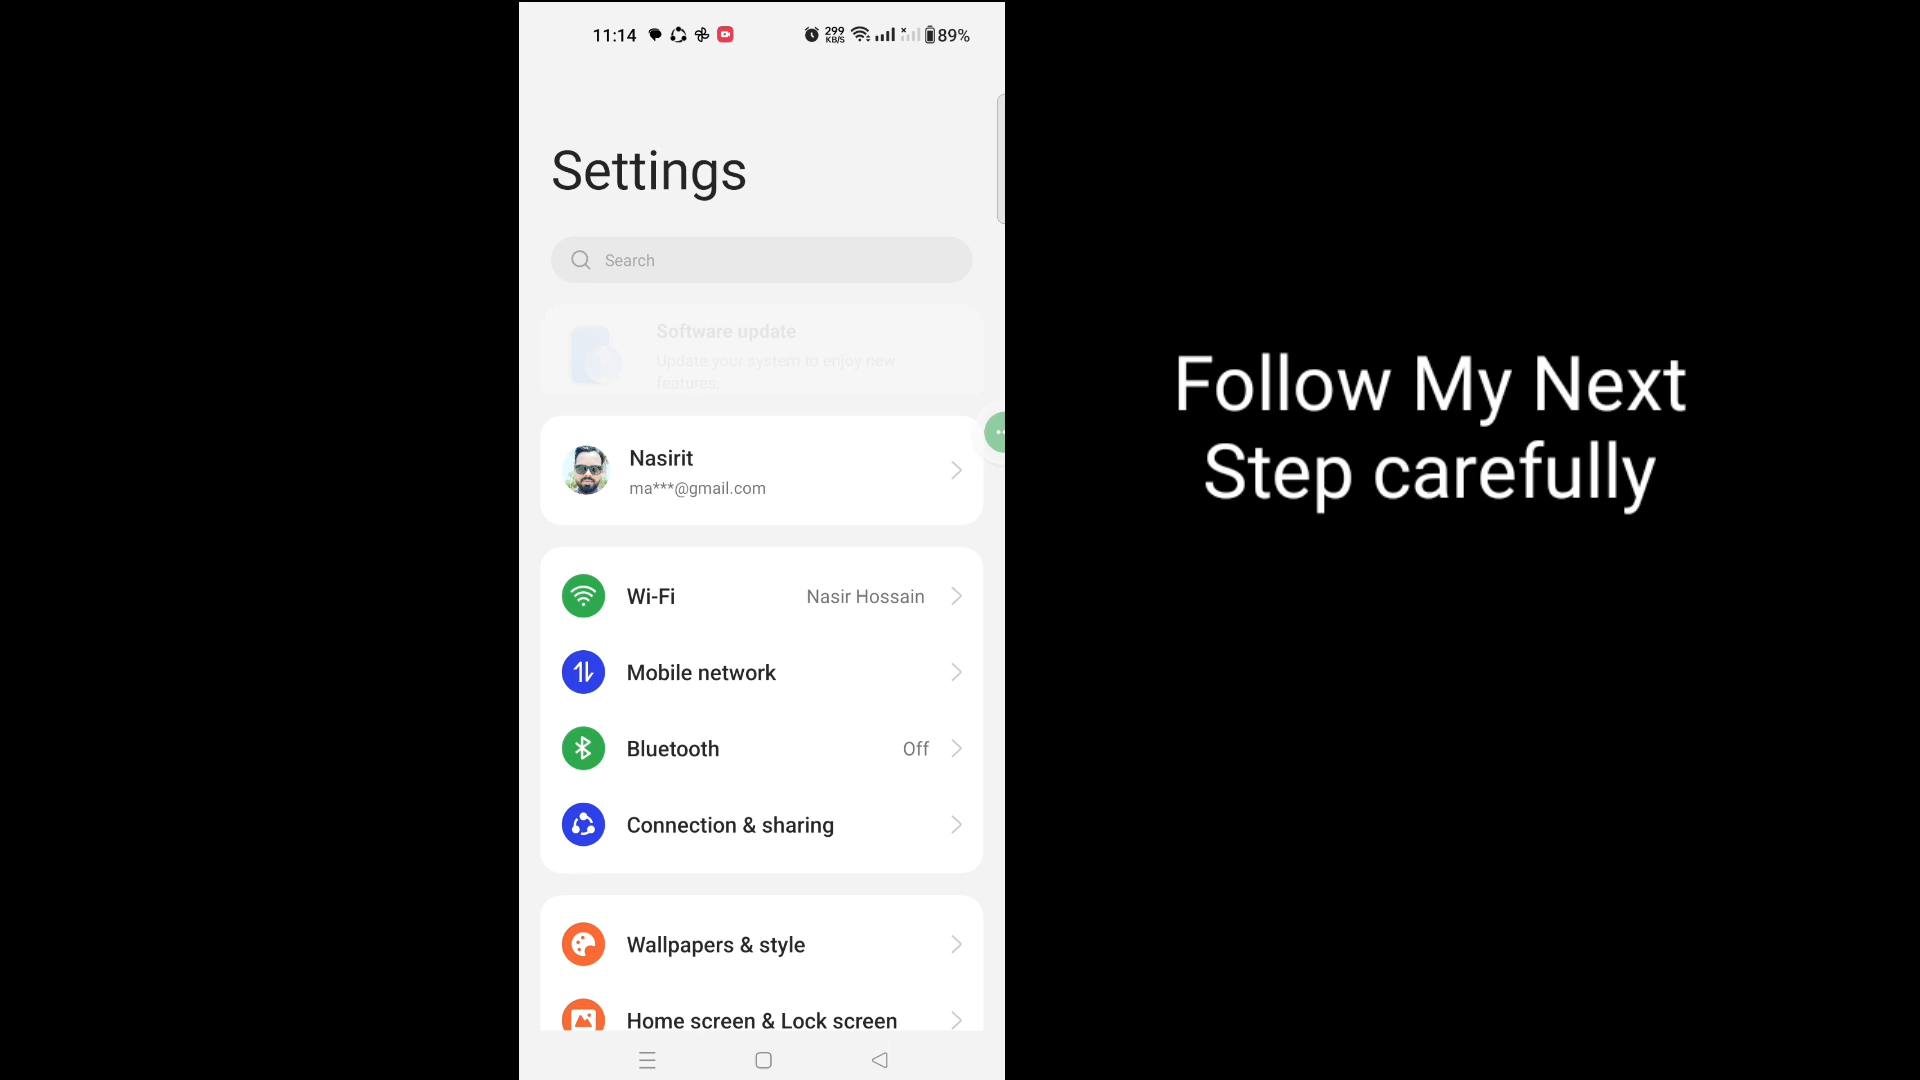 11:14
299
KB/S
89%
Settings
Search
Software update
Update your system to enjoy new
features.
Nasirit
ma***@gmail.com
Wi-Fi
Nasir Hossain
Mobile network
Bluetooth
Off
Connection & sharing
Wallpapers & style
Home screen & Lock screen
Follow My Next
Step carefully